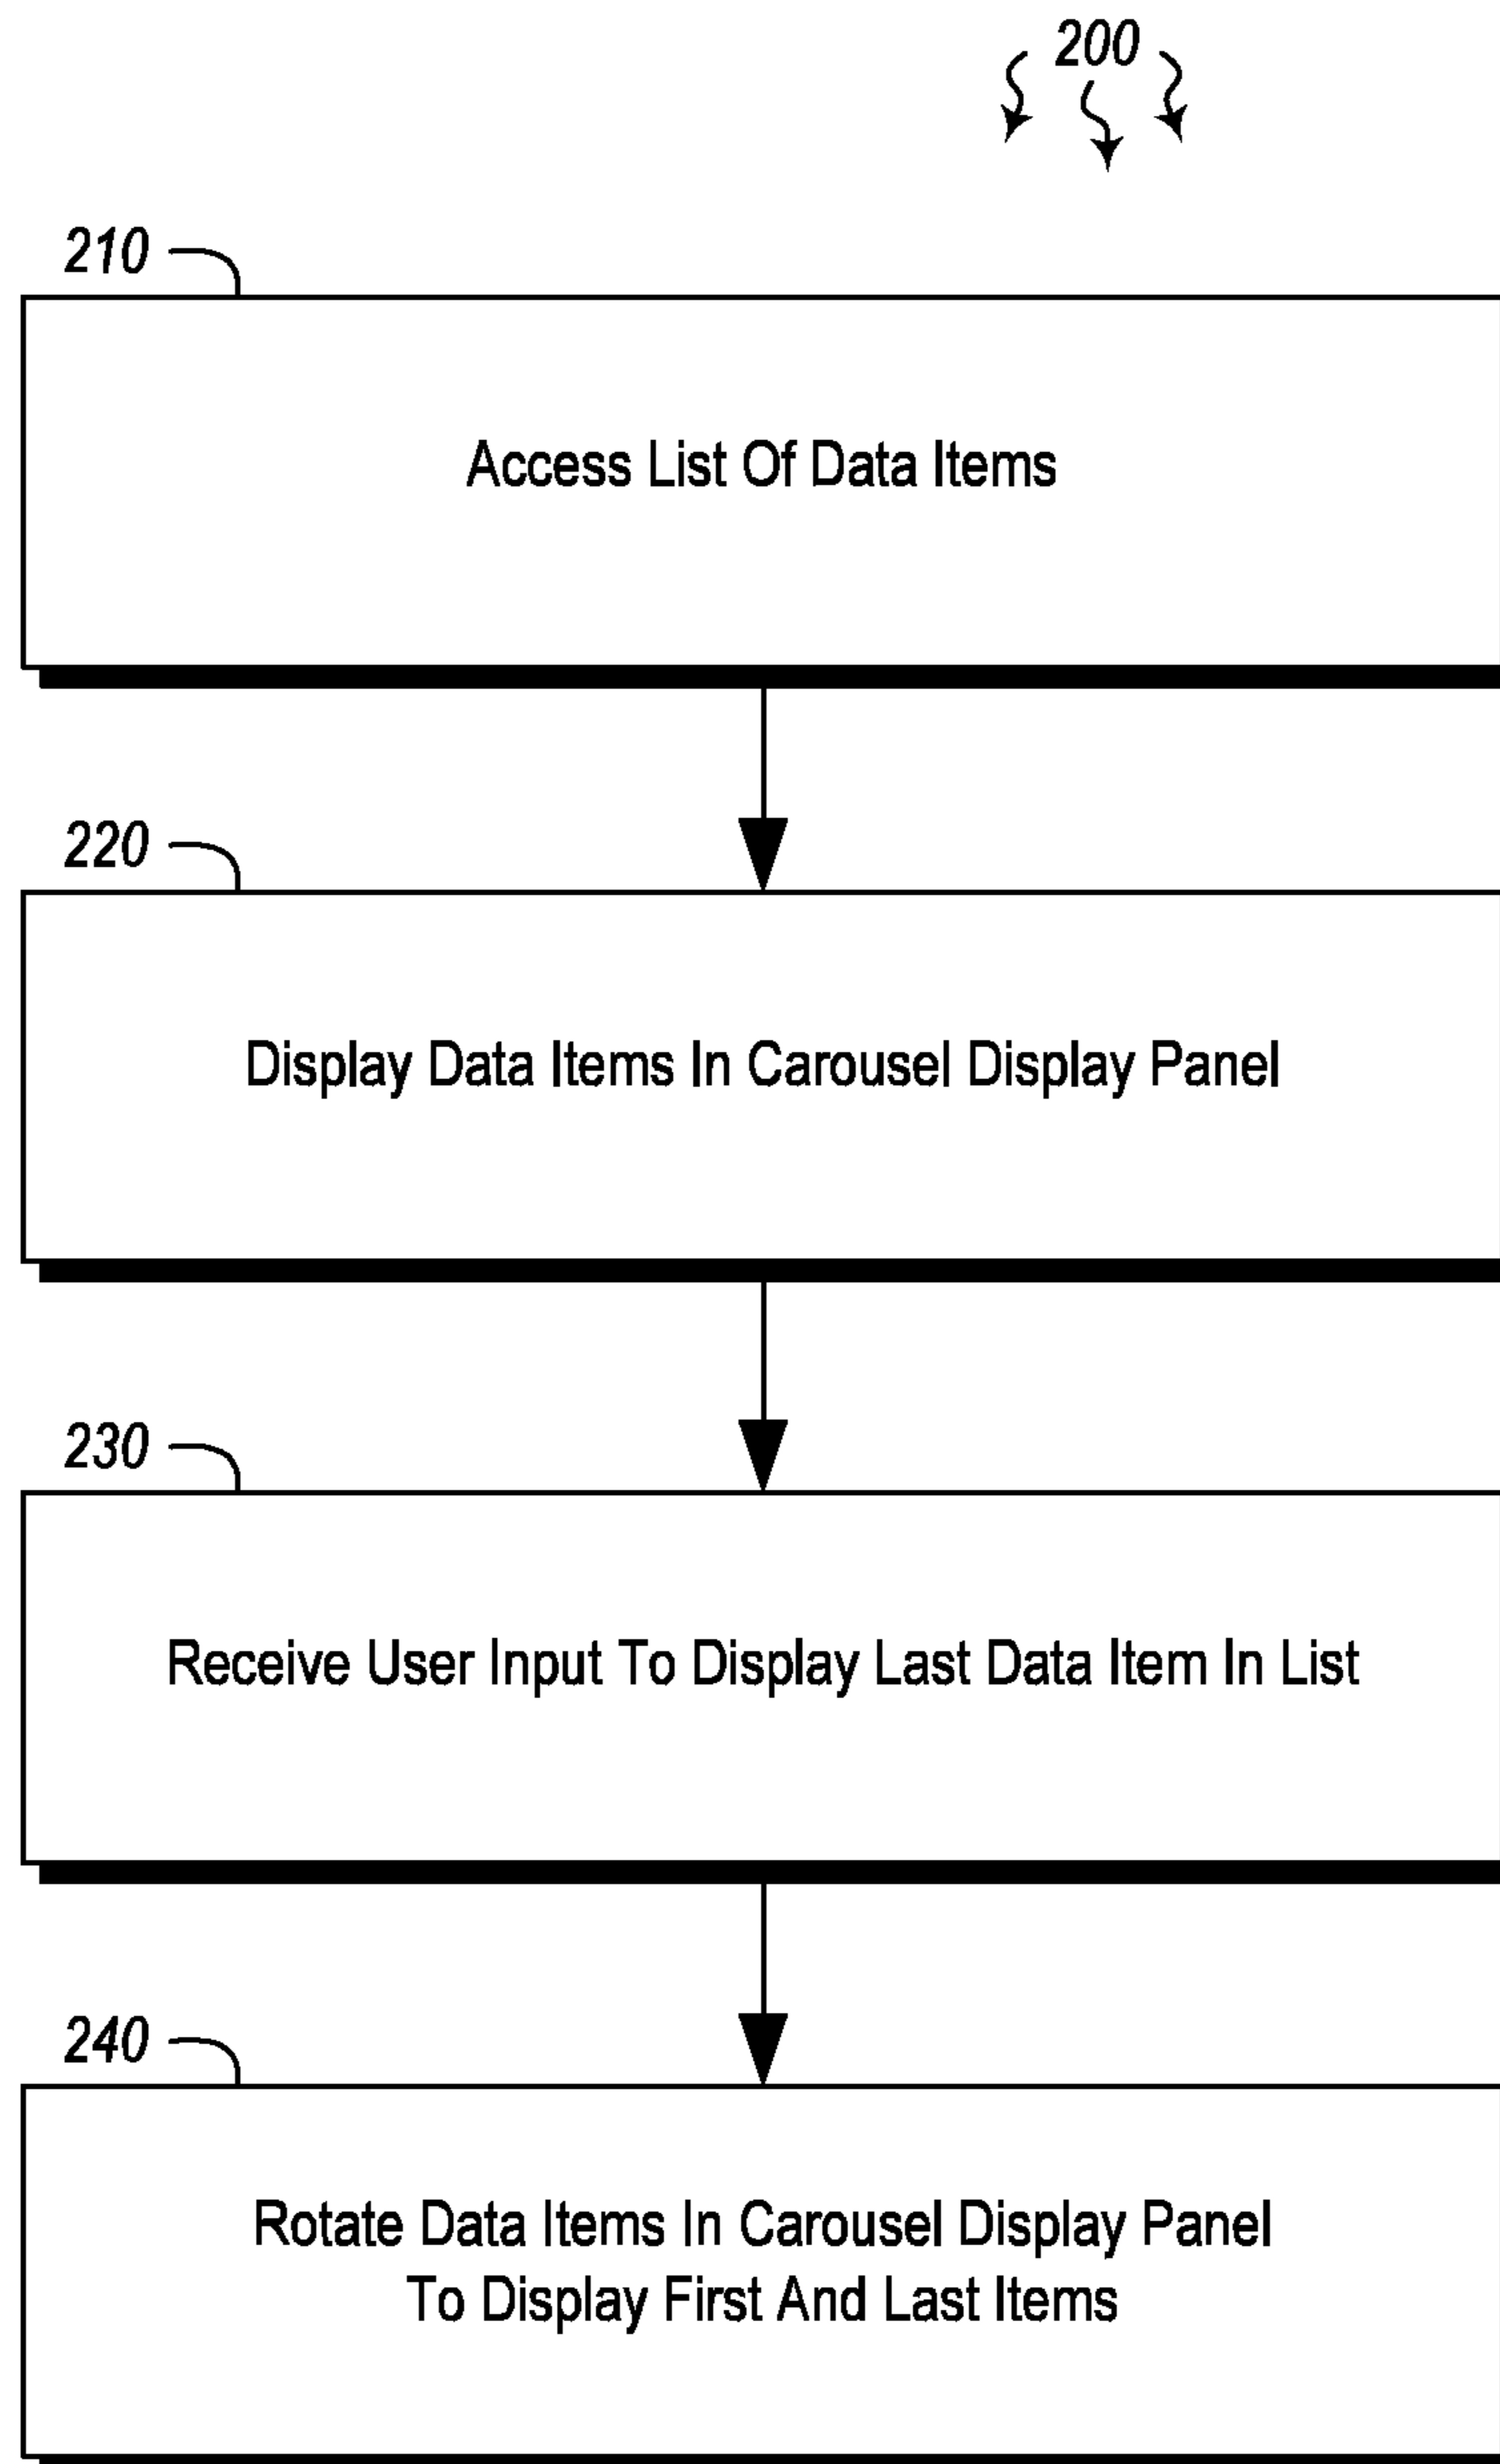 200
210
Access List Of Data Items
220
Display Data Items In Carousel Display Panel
230
Receive User Input To Display Last Data Item In List
240
Rotate Data Items In Carousel Display Panel
To Display First And Last Items